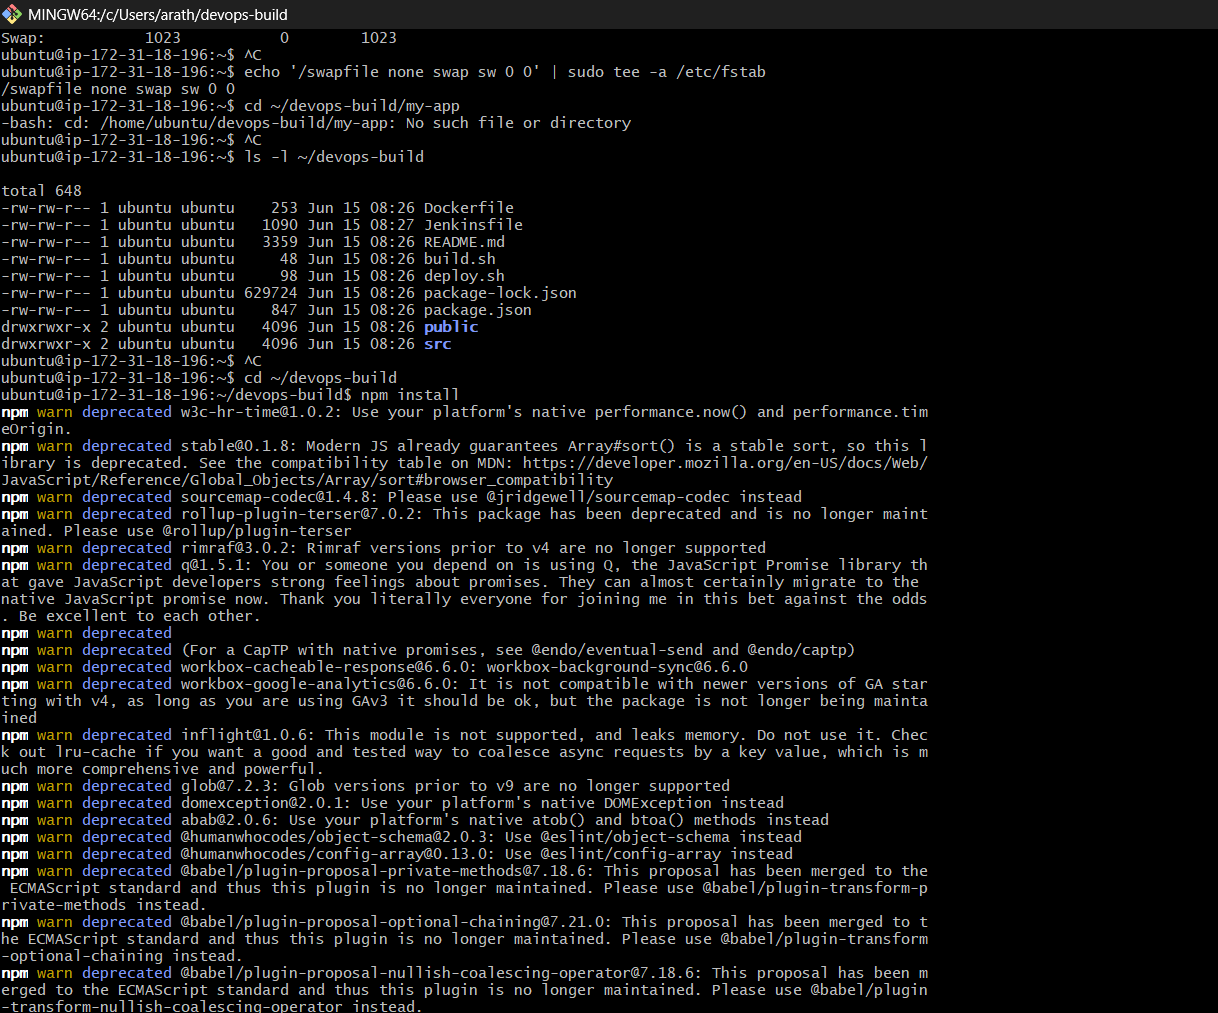 MINGW64:/c/Users/arath/devops-build
Swap:           1023           0        1023
ubuntu@ip-172-31-18-196:~$ ^C
ubuntu@ip-172-31-18-196:~$ echo '/swapfile none swap sw 0 0' | sudo tee -a /etc/fstab
/swapfile none swap sw 0 0
ubuntu@ip-172-31-18-196:~$ cd ~/devops-build/my-app
-bash: cd: /home/ubuntu/devops-build/my-app: No such file or directory
ubuntu@ip-172-31-18-196:~$ ^C
ubuntu@ip-172-31-18-196:~$ ls -l ~/devops-build
total 648
-rw-rw-r-- 1 ubuntu ubuntu    253 Jun 15 08:26 Dockerfile
-rw-rw-r-- 1 ubuntu ubuntu   1090 Jun 15 08:27 Jenkinsfile
-rw-rw-r-- 1 ubuntu ubuntu   3359 Jun 15 08:26 README.md
-rw-rw-r-- 1 ubuntu ubuntu     48 Jun 15 08:26 build.sh
-rw-rw-r-- 1 ubuntu ubuntu     98 Jun 15 08:26 deploy.sh
-rw-rw-r-- 1 ubuntu ubuntu 629724 Jun 15 08:26 package-lock.json
-rw-rw-r-- 1 ubuntu ubuntu    847 Jun 15 08:26 package.json
drwxrwxr-x 2 ubuntu ubuntu   4096 Jun 15 08:26 public
drwxrwxr-x 2 ubuntu ubuntu   4096 Jun 15 08:26 src
ubuntu@ip-172-31-18-196:~$ ^C
ubuntu@ip-172-31-18-196:~$ cd ~/devops-build
ubuntu@ip-172-31-18-196:~/devops-build$ npm install
npm warn deprecated w3c-hr-time@1.0.2: Use your platform's native performance.now() and performance.tim
eOrigin.
npm warn deprecated stable@0.1.8: Modern JS already guarantees Array#sort() is a stable sort, so this l
ibrary is deprecated. See the compatibility table on MDN: https://developer.mozilla.org/en-US/docs/Web/
JavaScript/Reference/Global_Objects/Array/sort#browser_compatibility
npm warn deprecated sourcemap-codec@1.4.8: Please use @jridgewell/sourcemap-codec instead
npm warn deprecated rollup-plugin-terser@7.0.2: This package has been deprecated and is no longer maint
ained. Please use @rollup/plugin-terser
npm warn deprecated rimraf@3.0.2: Rimraf versions prior to v4 are no longer supported
npm warn deprecated q@1.5.1: You or someone you depend on is using Q, the JavaScript Promise library th
at gave JavaScript developers strong feelings about promises. They can almost certainly migrate to the
native JavaScript promise now. Thank you literally everyone for joining me in this bet against the odds
. Be excellent to each other.
npm warn deprecated
npm warn deprecated (For a CapTP with native promises, see @endo/eventual-send and @endo/captp)
npm warn deprecated workbox-cacheable-response@6.6.0: workbox-background-sync@6.6.0
npm warn deprecated workbox-google-analytics@6.6.0: It is not compatible with newer versions of GA star
ting with v4, as long as you are using GAv3 it should be ok, but the package is not longer being mainta
ined
npm warn deprecated inflight@1.0.6: This module is not supported, and leaks memory. Do not use it. Chec
k out lru-cache if you want a good and tested way to coalesce async requests by a key value, which is m
uch more comprehensive and powerful.
npm warn deprecated glob@7.2.3: Glob versions prior to v9 are no longer supported
npm warn deprecated domexception@2.0.1: Use your platform's native DOMException instead
npm warn deprecated abab@2.0.6: Use your platform's native atob() and btoa() methods instead
npm warn deprecated @humanwhocodes/object-schema@2.0.3: Use @eslint/object-schema instead
npm warn deprecated @humanwhocodes/config-array@0.13.0: Use @eslint/config-array instead
npm warn deprecated @babel/plugin-proposal-private-methods@7.18.6: This proposal has been merged to the
 ECMAScript standard and thus this plugin is no longer maintained. Please use @babel/plugin-transform-p
rivate-methods instead.
npm warn deprecated @babel/plugin-proposal-optional-chaining@7.21.0: This proposal has been merged to t
he ECMAScript standard and thus this plugin is no longer maintained. Please use @babel/plugin-transform
-optional-chaining instead.
npm warn deprecated @babel/plugin-proposal-nullish-coalescing-operator@7.18.6: This proposal has been m
erged to the ECMAScript standard and thus this plugin is no longer maintained. Please use @babel/plugin
-transform-nullish-coalescing-operator instead.